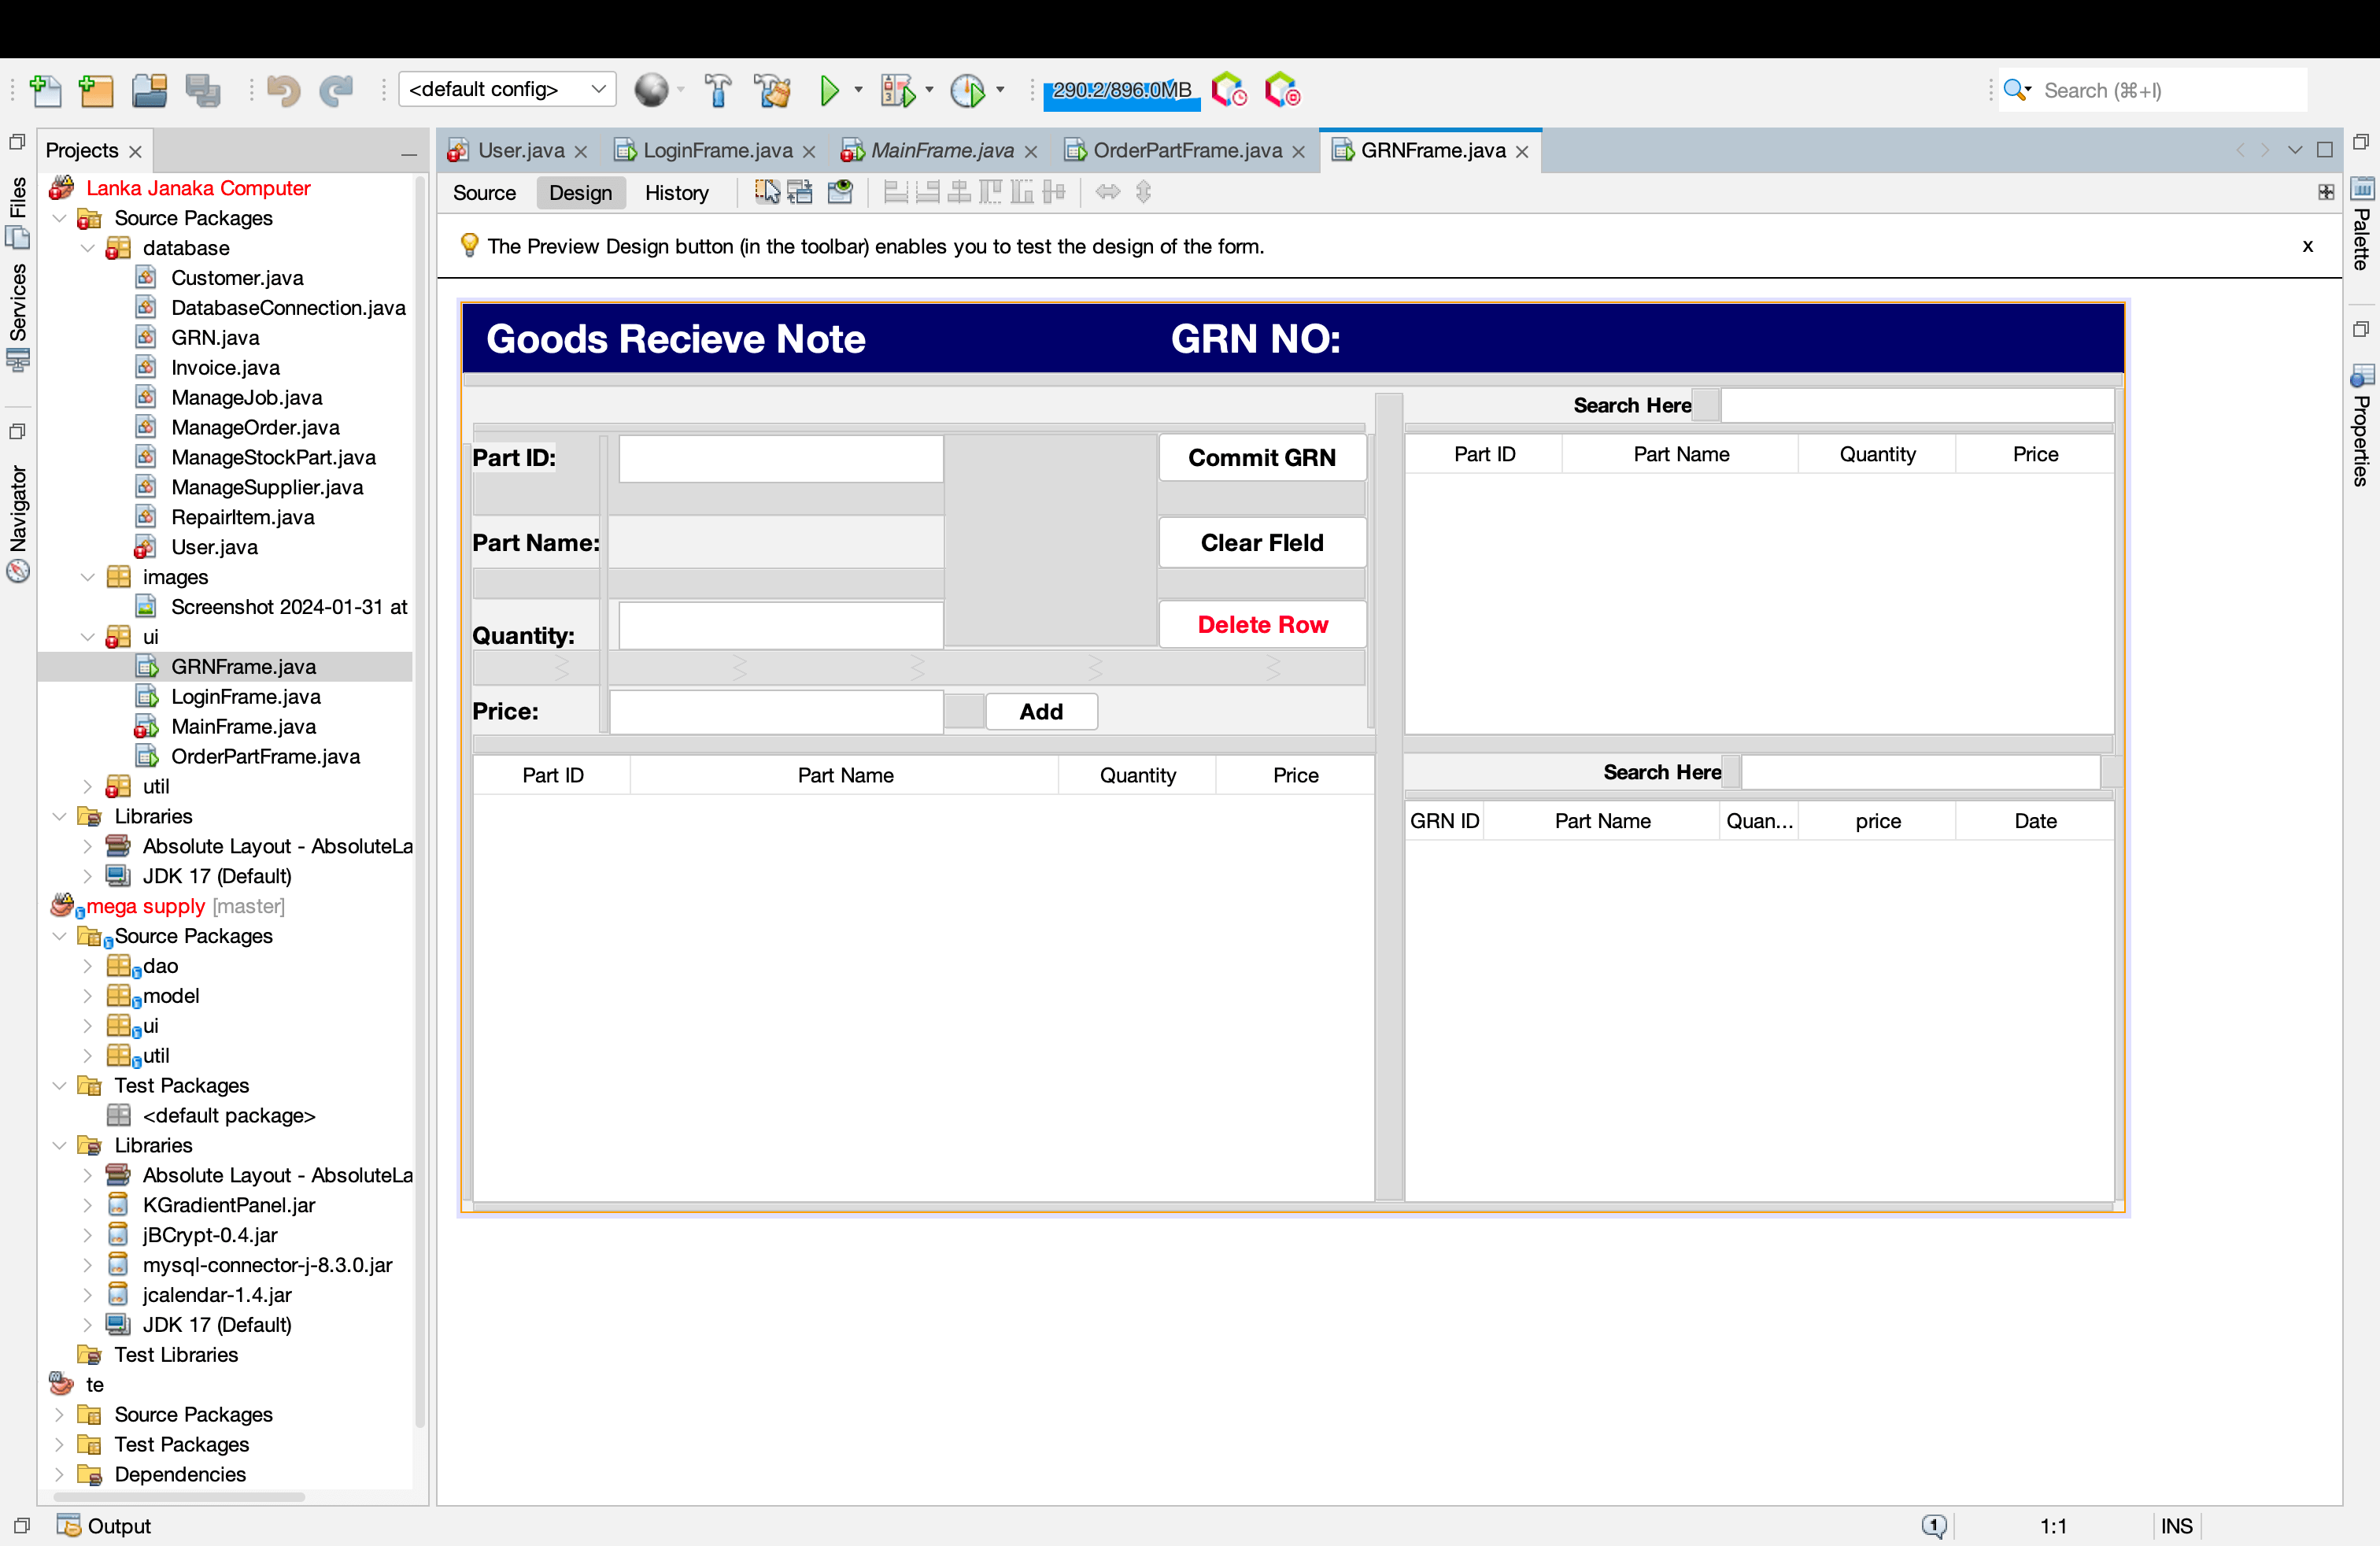 <default config>
290.2/896.0MB
Search (⌘+I)
Files
Services
Navigator
Projects
Lanka Janaka Computer
Source Packages
database
Customer.java
DatabaseConnection.java
GRN.java
Invoice.java
ManageJob.java
ManageOrder.java
ManageStockPart.java
ManageSupplier.java
RepairItem.java
User.java
images
Screenshot 2024-01-31 at
ui
GRNFrame.java
LoginFrame.java
MainFrame.java
OrderPartFrame.java
util
Libraries
Absolute Layout - AbsoluteLa
JDK 17 (Default)
mega supply [master]
Source Packages
dao
model
ui
util
Test Packages
<default package>
Libraries
Absolute Layout - AbsoluteLa
KGradientPanel.jar
jBCrypt-0.4.jar
mysql-connector-j-8.3.0.jar
jcalendar-1.4.jar
JDK 17 (Default)
Test Libraries
te
Source Packages
Test Packages
Dependencies
User.java LoginFrame.java MainFrame.java OrderPartFrame.java GRNFrame.java
Source Design History
The Preview Design button (in the toolbar) enables you to test the design of the form. x
Goods Recieve Note GRN NO:
Part ID:
Commit GRN
Part Name:
Clear FIeld
Quantity:
Delete Row
Price:
Add
Part ID Part Name Quantity Price
Search Here
Part ID Part Name Quantity Price
Search Here
GRN ID Part Name Quan... price Date
Palette
Properties
Output
1
1:1
INS